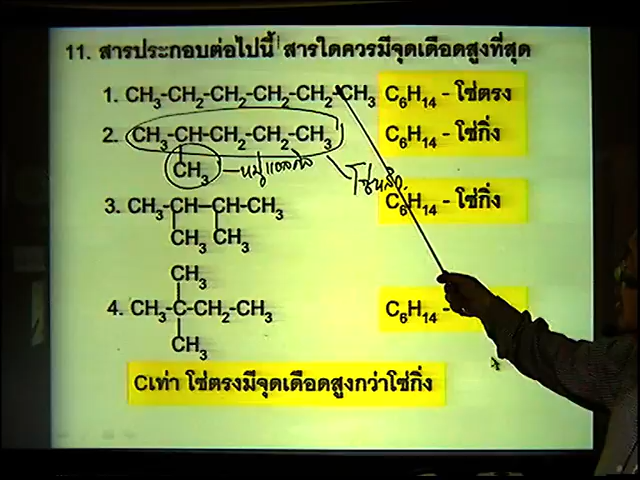 11. สารประกอบต่อไปนี้ สารใดควรมีจุดเดือดสูงที่สุด
1. CH₃-CH₂-CH₂-CH₂-CH₂-CH₃ C₆H₁₄ - โซ่ตรง
2. CH₃-CH-CH₂-CH₂-CH₃ C₆H₁₄ - โซ่กิ่ง
CH₃ หมู่แอลคิล โซ่หลัก
3. CH₃-CH-CH-CH₃ C₆H₁₄ - โซ่กิ่ง
CH₃ CH₃
CH₃
4. CH₃-C-CH₂-CH₃ C₆H₁₄ -
CH₃
Cเท่า โซ่ตรงมีจุดเดือดสูงกว่าโซ่กิ่ง